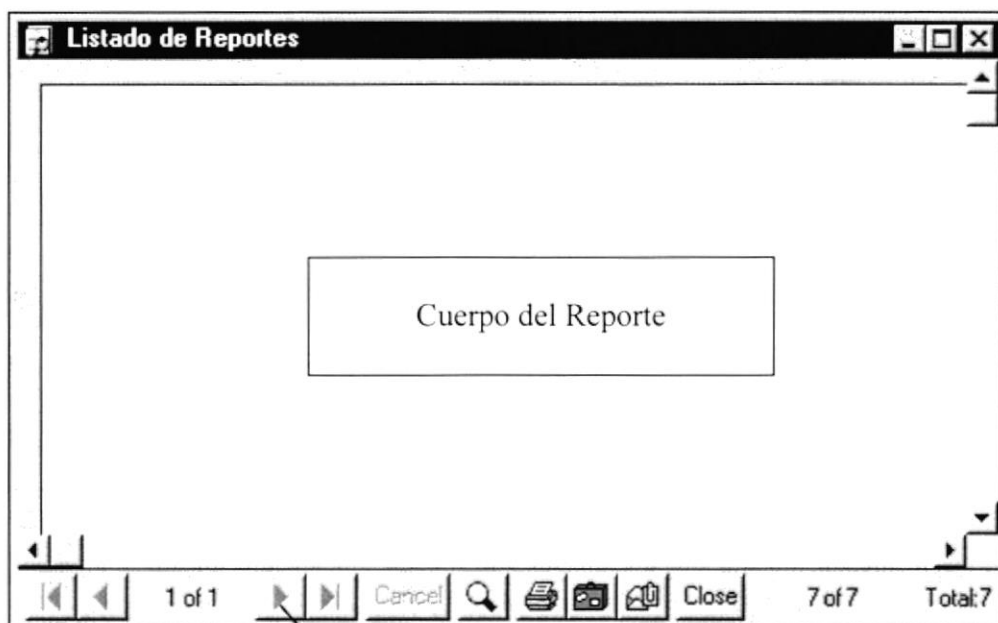 Listado de Reportes
Cuerpo del Reporte
1 of 1 Cancel Close 7 of 7 Total:7